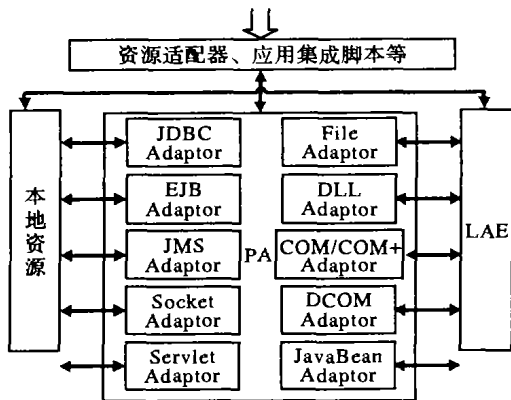 资源适配器、应用集成脚本等
本地资源
JDBC
Adaptor
EJB
Adaptor
JMS
Adaptor
Socket
Adaptor
Servlet
Adaptor
PA
File
Adaptor
DLL
Adaptor
COM/COM+
Adaptor
DCOM
Adaptor
JavaBean
Adaptor
LAE